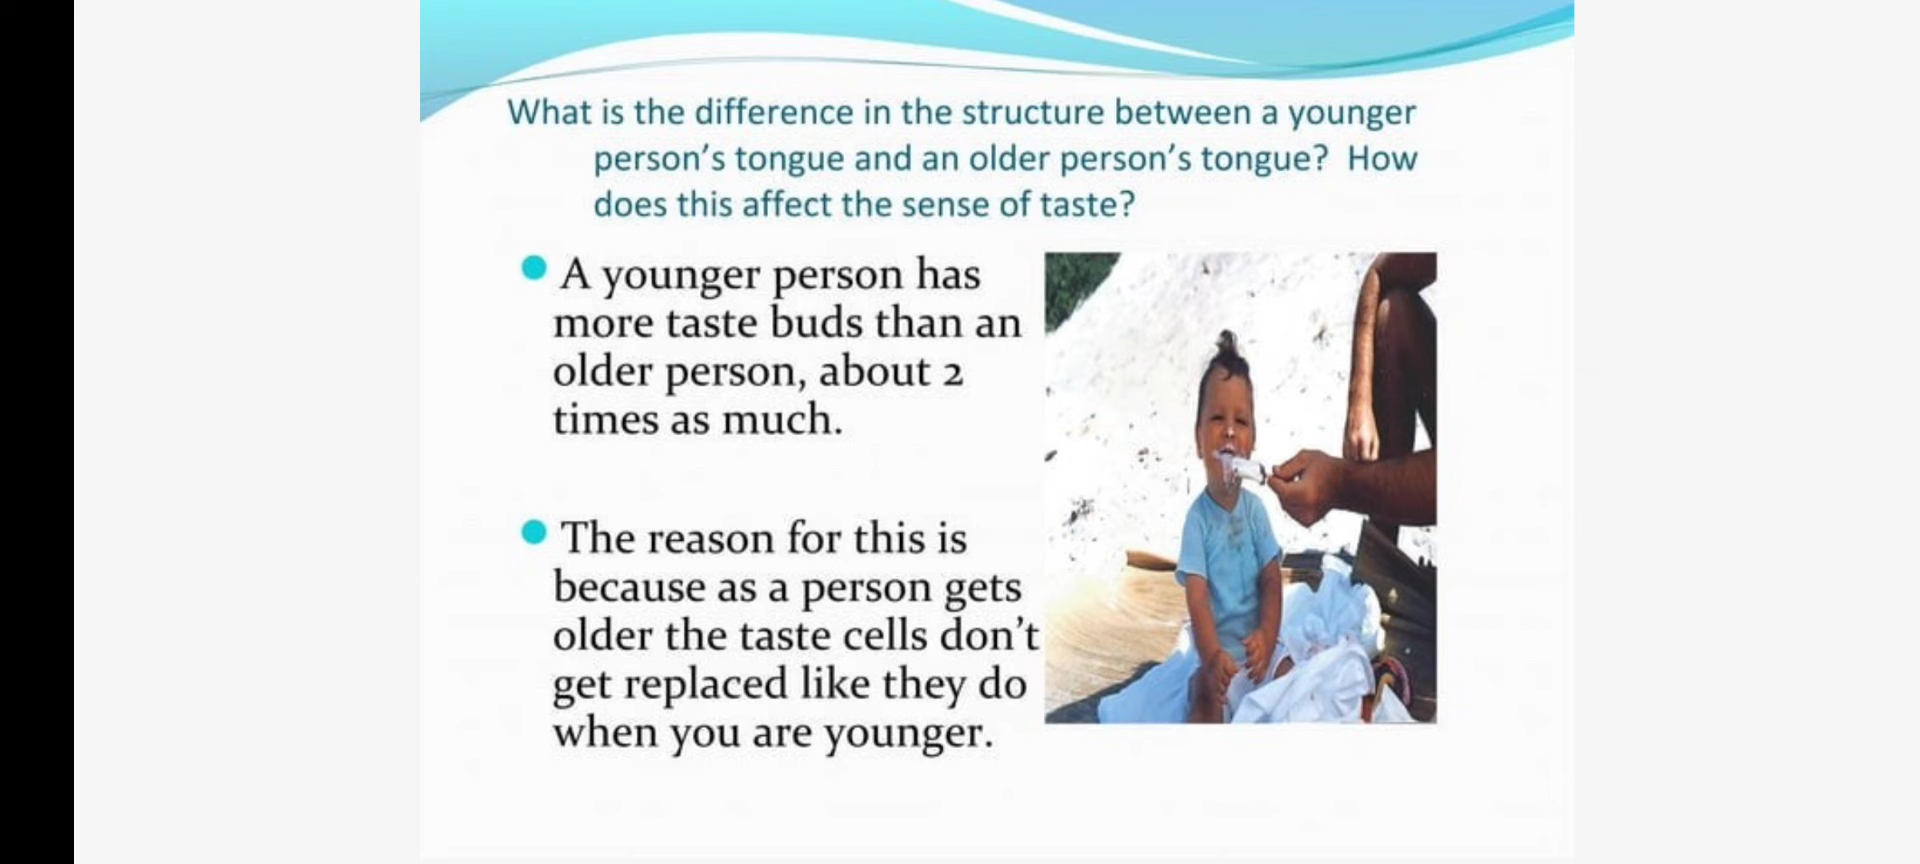 What is the difference in the structure between a younger
person’s tongue and an older person’s tongue?  How
does this affect the sense of taste?
A younger person has
more taste buds than an
older person, about 2
times as much.
The reason for this is
because as a person gets
older the taste cells don’t
get replaced like they do
when you are younger.